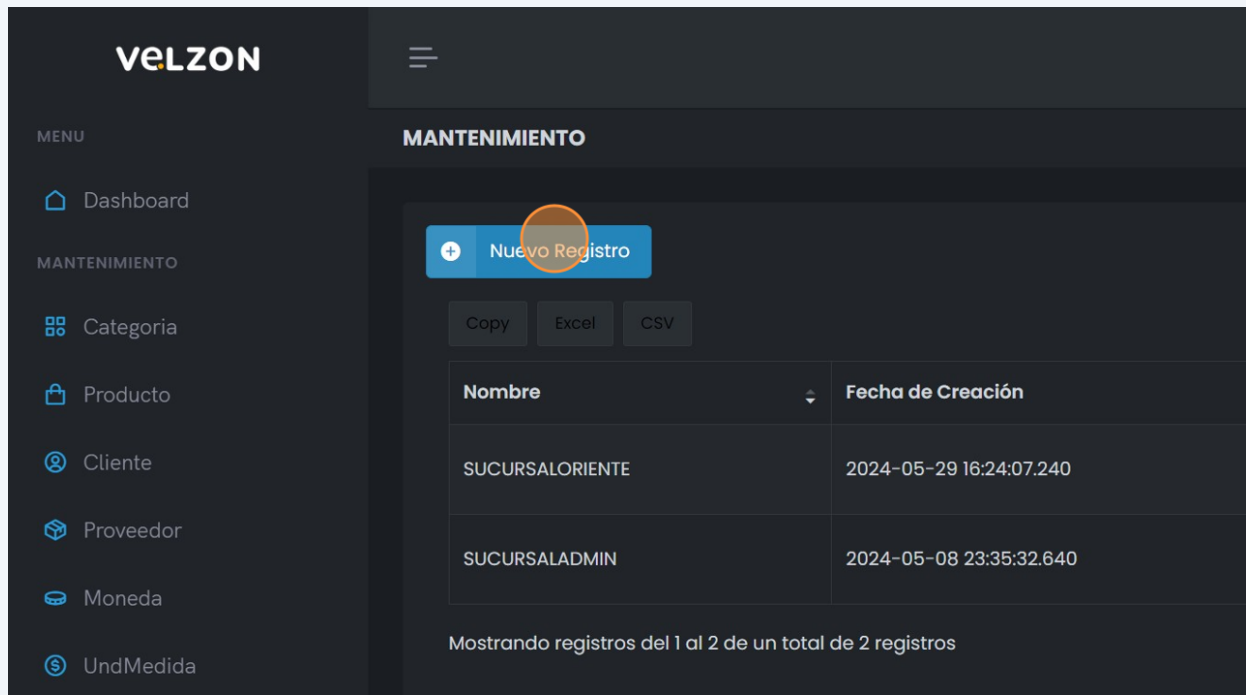 VELZON
MENU
Dashboard
MANTENIMIENTO
Categoria
Producto
Cliente
Proveedor
Moneda
UndMedida
MANTENIMIENTO
Nuevo Registro
Copy Excel CSV
Nombre Fecha de Creación
SUCURSALORIENTE 2024-05-29 16:24:07.240
SUCURSALADMIN 2024-05-08 23:35:32.640
Mostrando registros del 1 al 2 de un total de 2 registros